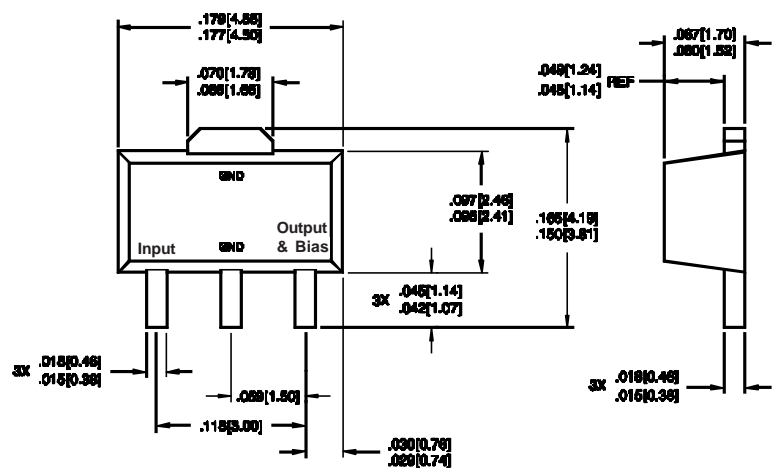 .179[4.55]
.177[4.50]
.070[1.78]
.065[1.65]
.067[1.70]
.060[1.52]
.049[1.24]
.045[1.14] REF
GND
.097[2.46]
.095[2.41]
.165[4.19]
.150[3.81]
Input
GND
Output
& Bias
3X .045[1.14]
.042[1.07]
3X .018[0.46]
.015[0.38]
.059[1.50]
.118[3.00]
.030[0.76]
.029[0.74]
3X .018[0.46]
.015[0.38]